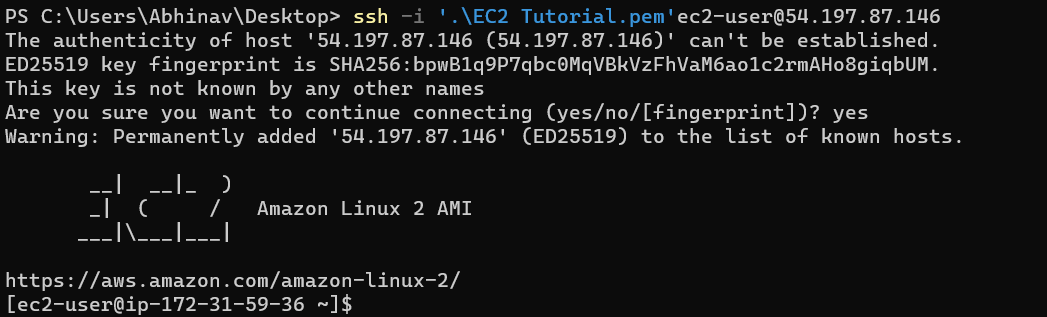 PS C:\Users\Abhinav\Desktop> ssh -i '.\EC2 Tutorial.pem'ec2-user@54.197.87.146
The authenticity of host '54.197.87.146 (54.197.87.146)' can't be established.
ED25519 key fingerprint is SHA256:bpwB1q9P7qbc0MqVBkVzFhVaM6ao1c2rmAHo8giqbUM.
This key is not known by any other names
Are you sure you want to continue connecting (yes/no/[fingerprint])? yes
Warning: Permanently added '54.197.87.146' (ED25519) to the list of known hosts.

       __|  __|_  )
       _|  (     /   Amazon Linux 2 AMI
      ___|\___|___|

https://aws.amazon.com/amazon-linux-2/
[ec2-user@ip-172-31-59-36 ~]$